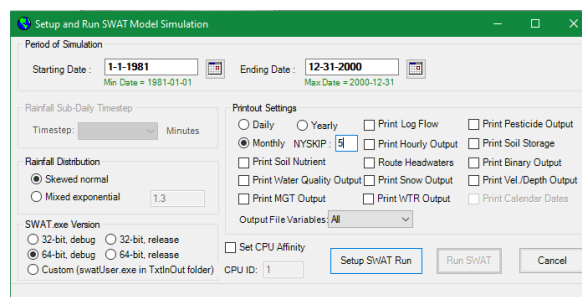 Setup and Run SWAT Model Simulation
Period of Simulation
Starting Date : 1-1-1981 Ending Date : 12-31-2000
Min Date = 1981-01-01 Max Date = 2000-12-31
Rainfall Sub-Daily Timestep
Timestep: Minutes
Rainfall Distribution
Skewed normal
Mixed exponential 1.3
SWAT.exe Version
32-bit, debug 32-bit, release
64-bit, debug 64-bit, release
Custom (swatUser.exe in TxtInOut folder)
Printout Settings
Daily Yearly Print Log Flow Print Pesticide Output
Monthly NYSKIP : 5 Print Hourly Output Print Soil Storage
Print Soil Nutrient Route Headwaters Print Binary Output
Print Water Quality Output Print Snow Output Print Vel./Depth Output
Print MGT Output Print WTR Output Print Calendar Dates
Output File Variables: All
Set CPU Affinity
CPU ID: 1
Setup SWAT Run Run SWAT Cancel